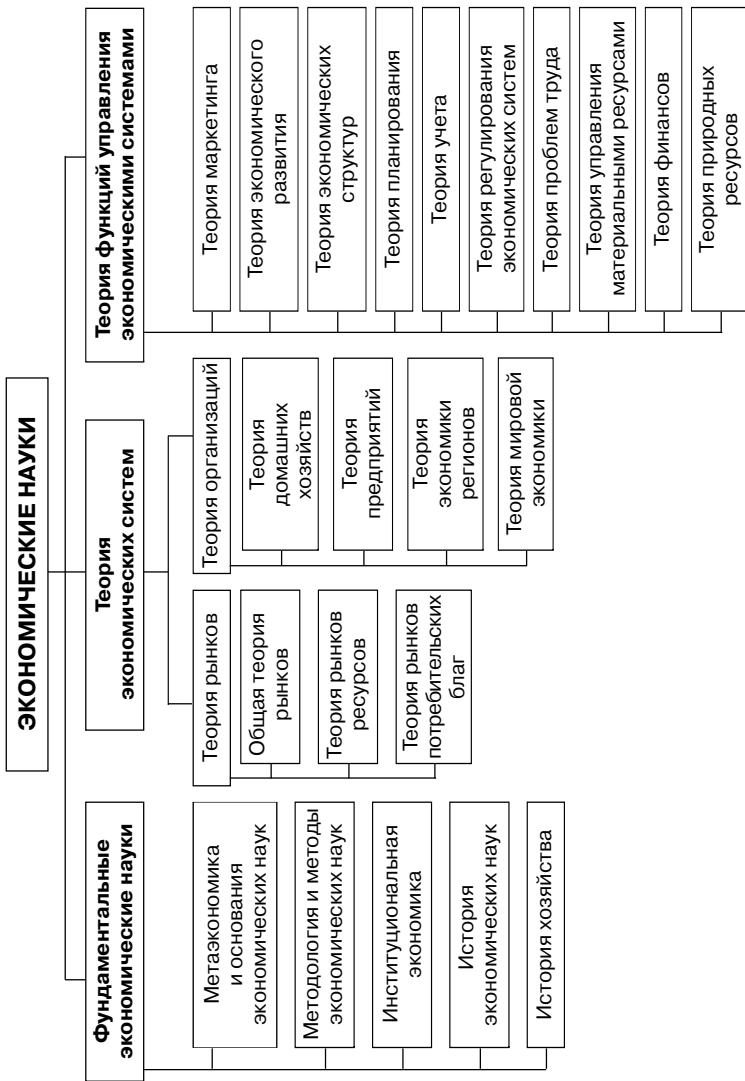 ЭКОНОМИЧЕСКИЕ НАУКИ
Фундаментальные
экономические науки
Метаэкономика
и основания
экономических наук
Методология и методы
экономических наук
Институциональная
экономика
История
экономических наук
История хозяйства
Теория
экономических систем
Теория рынков
Общая теория
рынков
Теория рынков
ресурсов
Теория рынков
потребительских
благ
Теория организаций
Теория
домашних
хозяйств
Теория
предприятий
Теория
экономики
регионов
Теория мировой
экономики
Теория функций управления
экономическими системами
Теория маркетинга
Теория экономического
развития
Теория экономических
структур
Теория планирования
Теория учета
Теория регулирования
экономических систем
Теория проблем труда
Теория управления
материальными ресурсами
Теория финансов
Теория природных
ресурсов